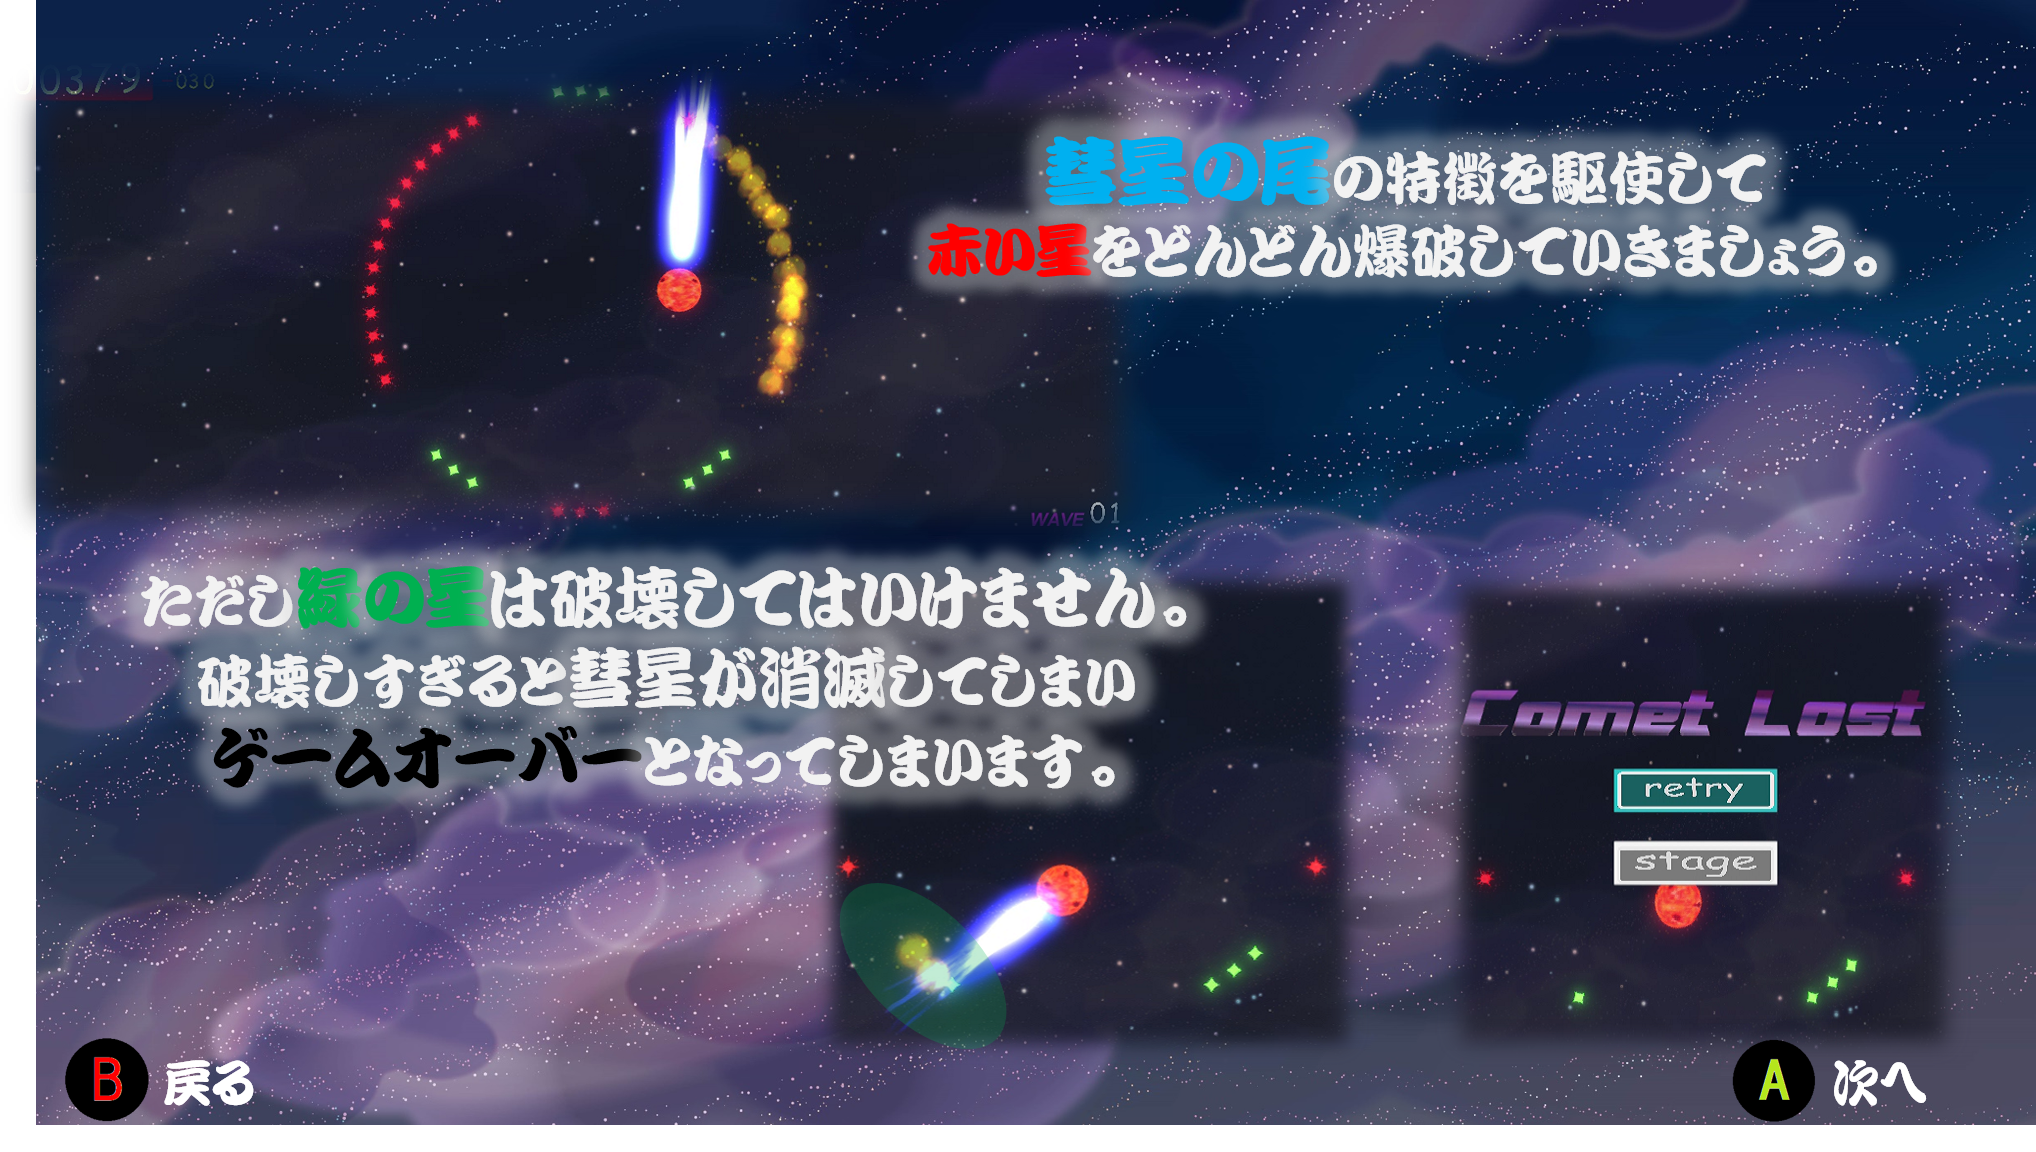 00379 030
彗星の尾の特徴を駆使して
赤い星をどんどん爆破していきましょう。
WAVE 01
ただし緑の星は破壊してはいけません。
破壊しすぎると彗星が消滅してしまい
ゲームオーバーとなってしまいます。
Comet Lost
retry
stage
B 戻る
A 次へ